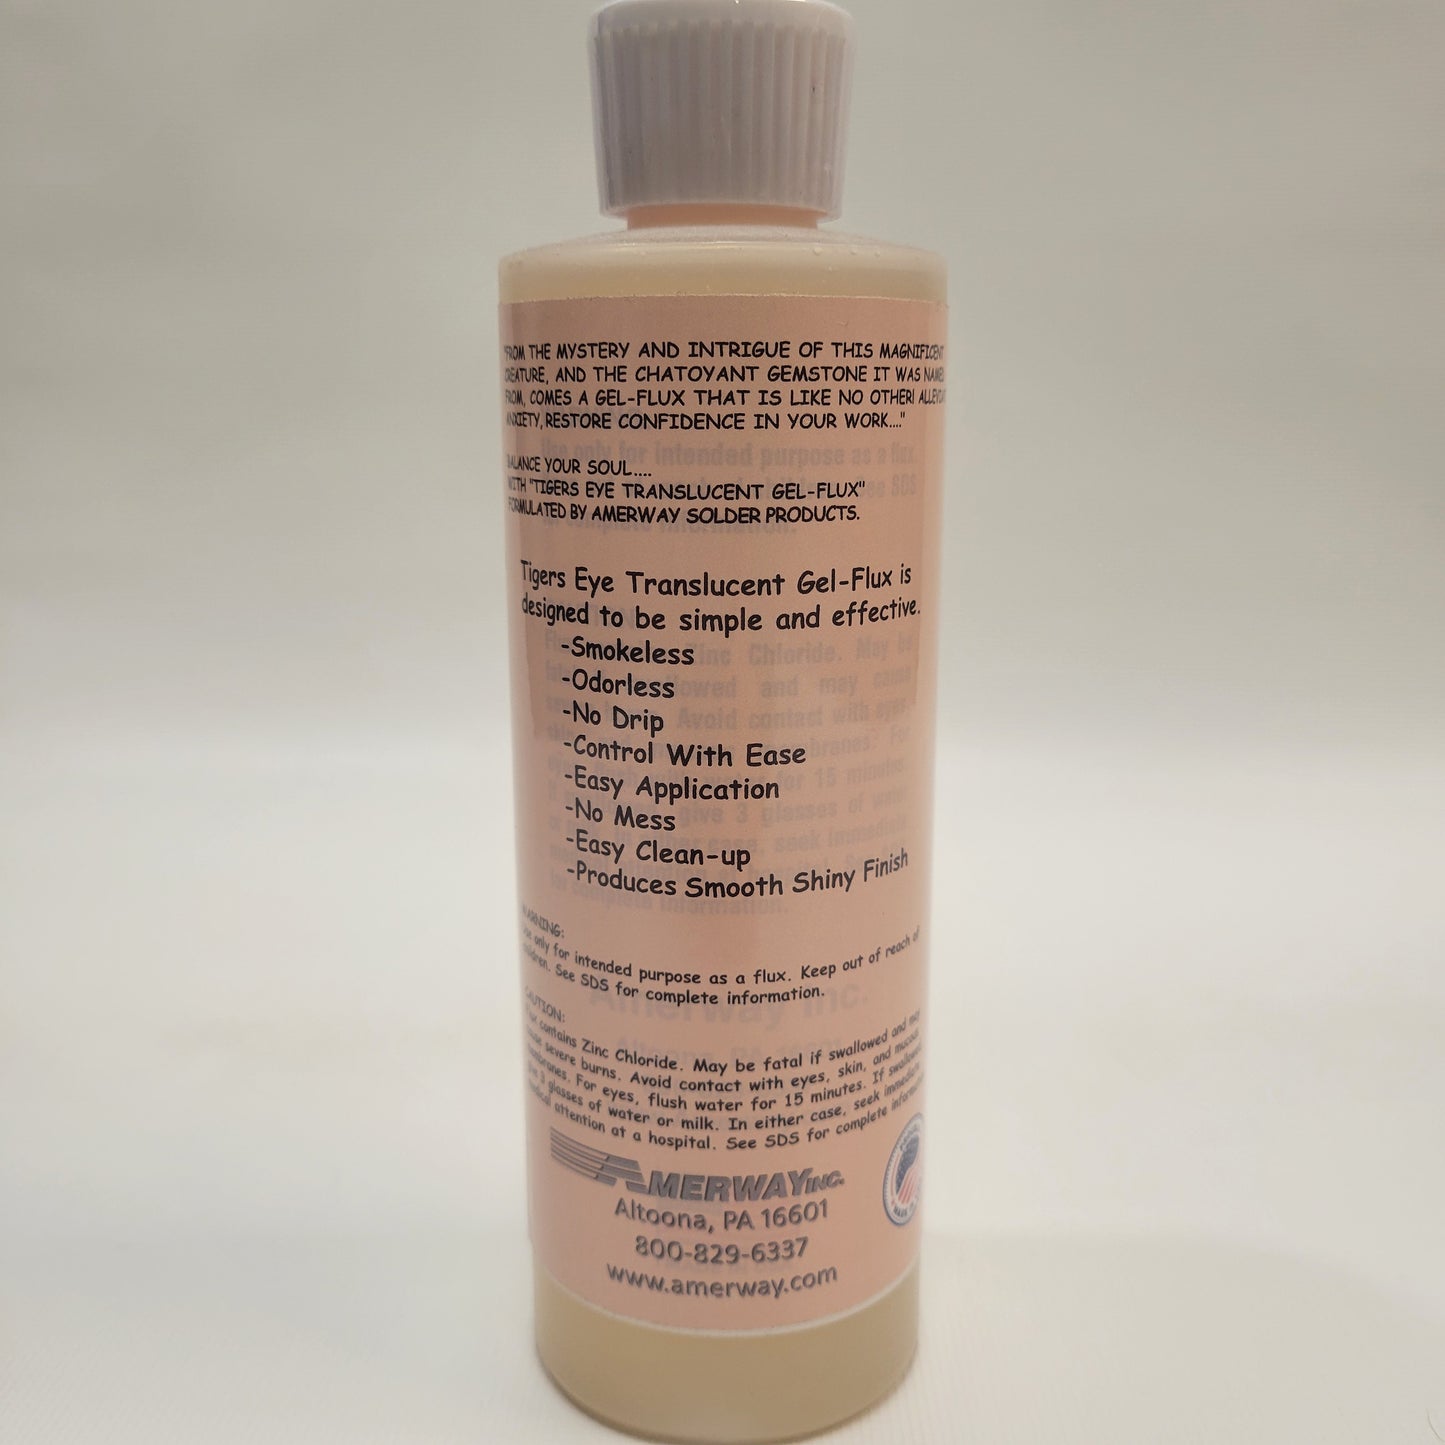 "FROM THE MYSTERY AND INTRIGUE OF THIS MAGNIFICENT
CREATURE, AND THE CHATOYANT GEMSTONE IT WAS NAMED
FROM, COMES A GEL-FLUX THAT IS LIKE NO OTHER!
ANXIETY, RESTORE CONFIDENCE IN YOUR WORK...."
BALANCE YOUR SOUL....
WITH "TIGERS EYE TRANSLUCENT GEL-FLUX"
FORMULATED BY AMERWAY SOLDER PRODUCTS.
Tigers Eye Translucent Gel-Flux is
designed to be simple and effective.
-Smokeless
-Odorless
-No Drip
-Control With Ease
-Easy Application
-No Mess
-Easy Clean-up
-Produces Smooth Shiny Finish
WARNING:
Use only for intended purpose as a flux. Keep out of reach of
children. See SDS for complete information.
CAUTION:
Flux contains Zinc Chloride. May be fatal if swallowed and may
cause severe burns. Avoid contact with eyes, skin, and mucous
membranes. For eyes, flush water for 15 minutes. If swallowed,
give 3 glasses of water or milk. In either case, seek immediate
medical attention at a hospital. See SDS for complete information
AMERWAY INC.
Altoona, PA 16601
800-829-6337
www.amerway.com
MADE